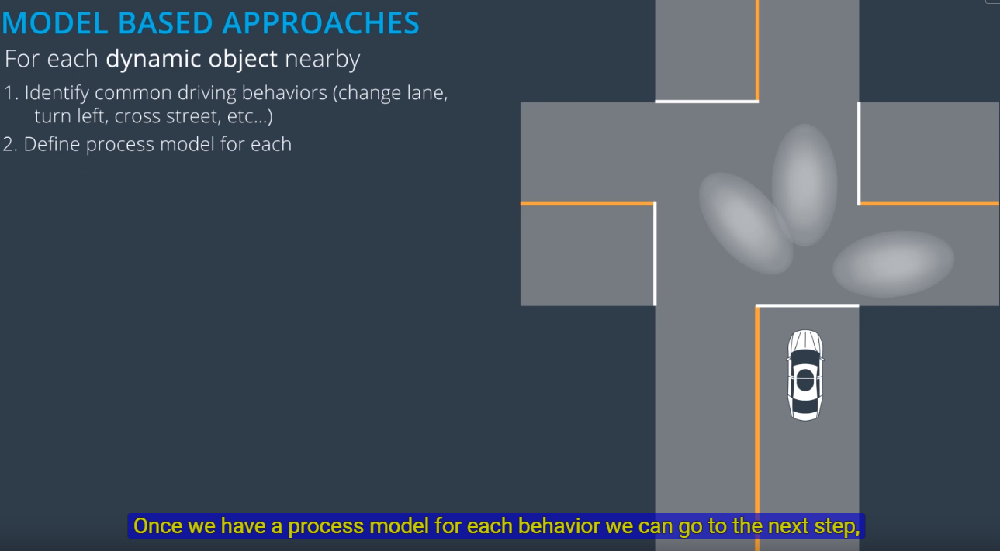 MODEL BASED APPROACHES
For each dynamic object nearby
1. Identify common driving behaviors (change lane,
turn left, cross street, etc...)
2. Define process model for each
Once we have a process model for each behavior we can go to the next step,